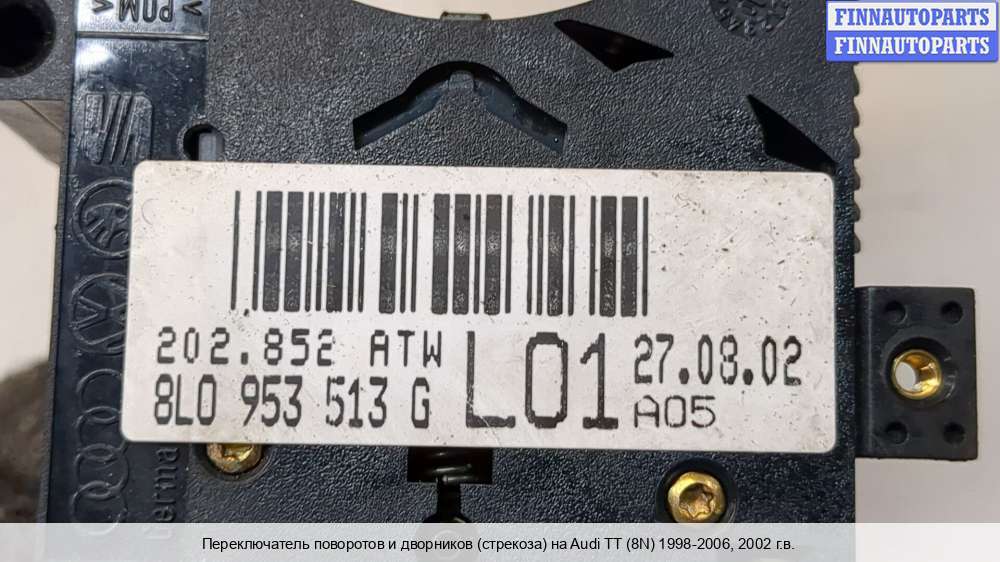 > POM <
FINNAUTOPARTS
FINNAUTOPARTS
202.852 ATW
8L0 953 513 G
L01
27.08.02
A05
Переключатель поворотов и дворников (стрекоза) на Audi TT (8N) 1998-2006, 2002 г.в.